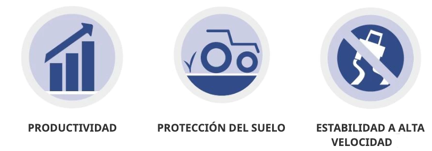 PRODUCTIVIDAD
PROTECCIÓN DEL SUELO
ESTABILIDAD A ALTA
VELOCIDAD